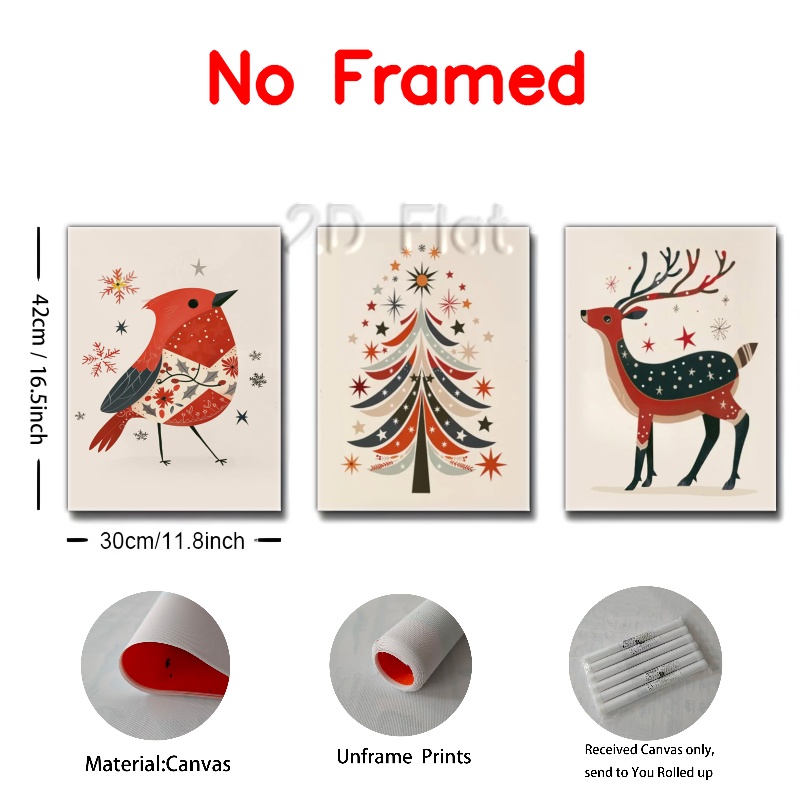 No Framed
2D Flat
42cm / 16.5inch
30cm/11.8inch
Material:Canvas
Unframe Prints
Received Canvas only,
send to You Rolled up